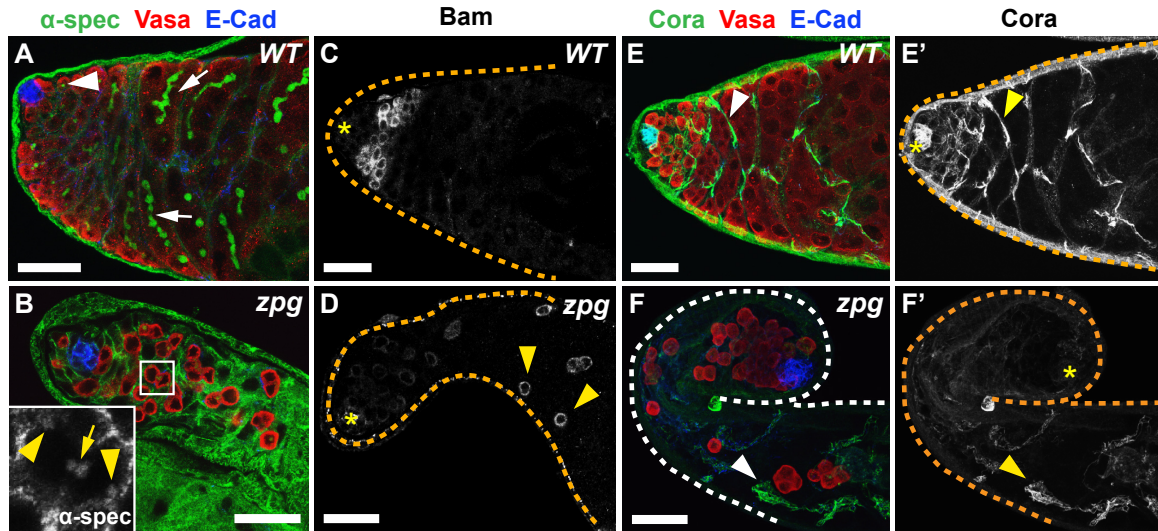 α-spec Vasa E-Cad
Bam
Cora Vasa E-Cad
Cora
A WT
C WT
E WT
E'
B zpg
α-spec
D zpg
*
F zpg
F'
*
*
*